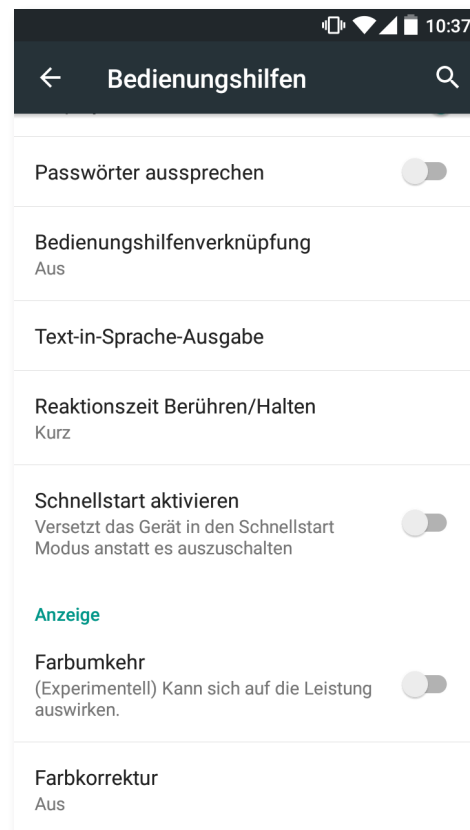 10:37
Bedienungshilfen
Passwörter aussprechen
Bedienungshilfenverknüpfung
Aus
Text-in-Sprache-Ausgabe
Reaktionszeit Berühren/Halten
Kurz
Schnellstart aktivieren
Versetzt das Gerät in den Schnellstart
Modus anstatt es auszuschalten
Anzeige
Farbumkehr
(Experimentell) Kann sich auf die Leistung
auswirken.
Farbkorrektur
Aus